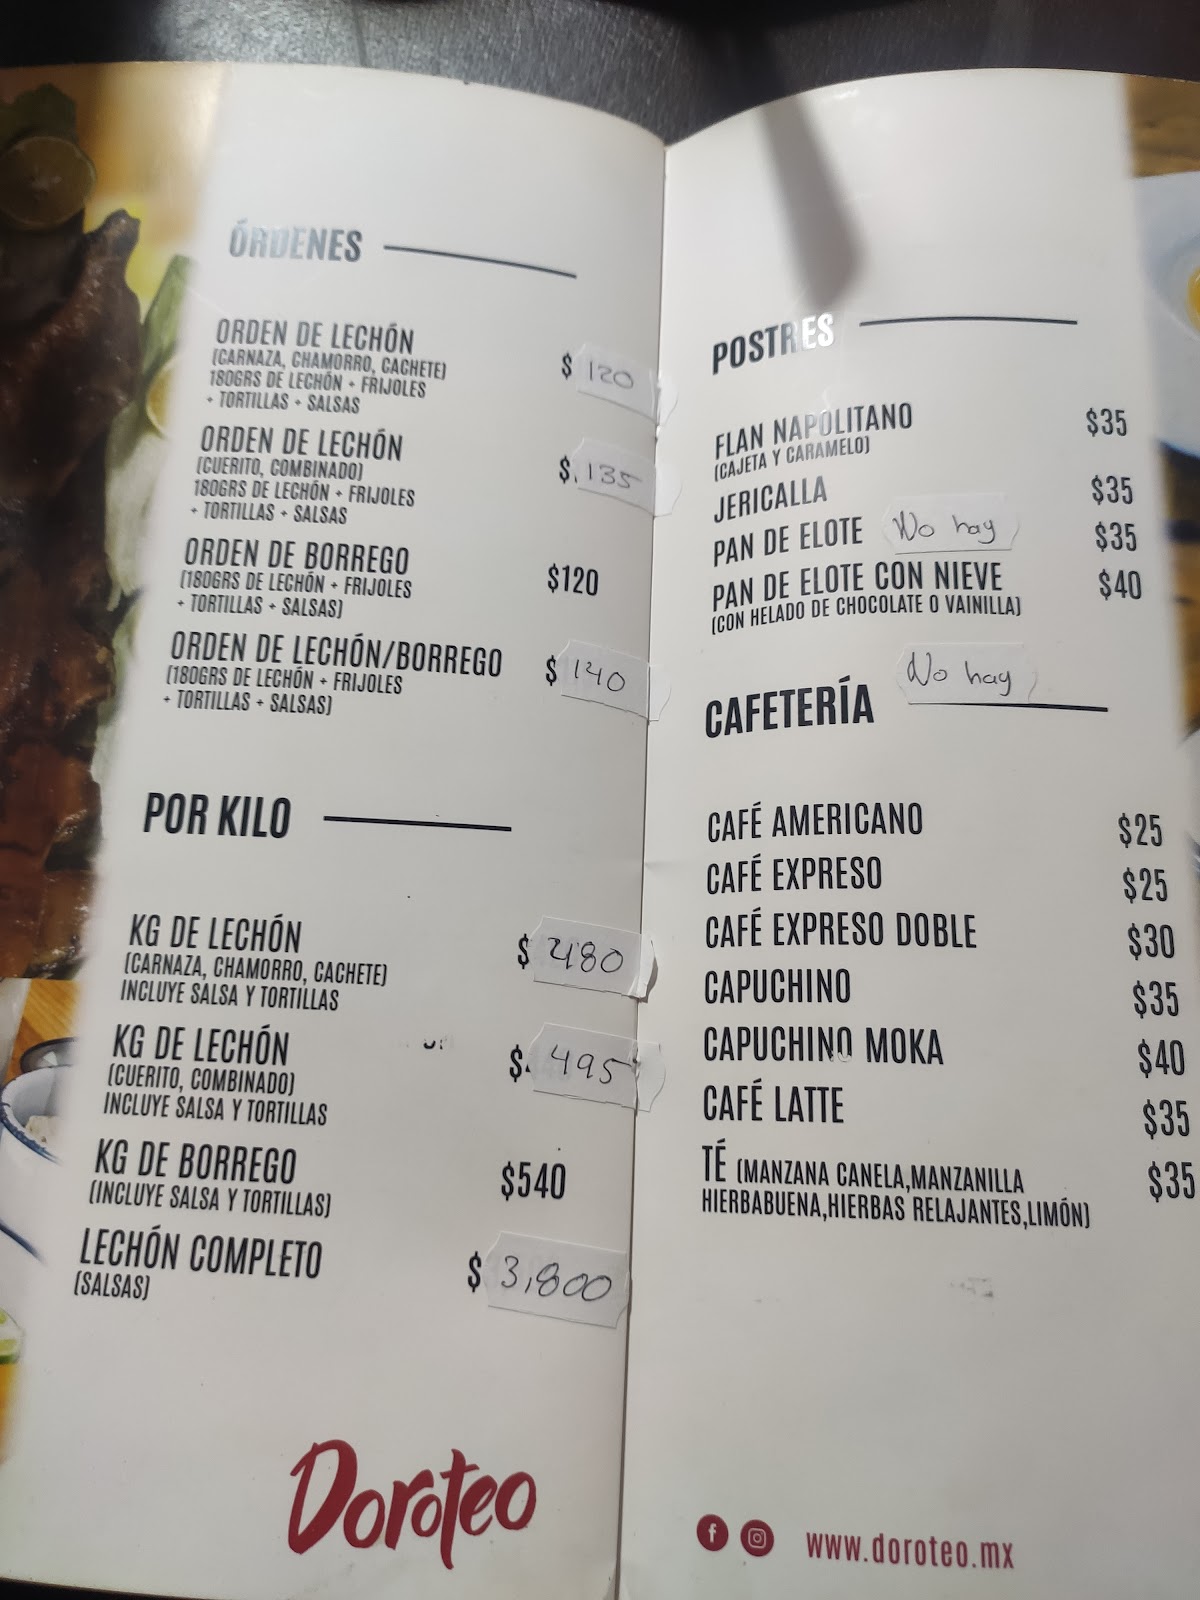 ÓRDENES
ORDEN DE LECHÓN
(CARNAZA, CHAMORRO, CACHETE)
180GRS DE LECHÓN + FRIJOLES
+ TORTILLAS + SALSAS
$ 120
ORDEN DE LECHÓN
(CUERITO, COMBINADO)
180GRS DE LECHÓN + FRIJOLES
+ TORTILLAS + SALSAS
$ 135
ORDEN DE BORREGO
(180GRS DE LECHÓN + FRIJOLES
+ TORTILLAS + SALSAS)
$120
ORDEN DE LECHÓN/BORREGO
(180GRS DE LECHÓN + FRIJOLES
+ TORTILLAS + SALSAS)
$ 140
POR KILO
KG DE LECHÓN
(CARNAZA, CHAMORRO, CACHETE)
INCLUYE SALSA Y TORTILLAS
$ 480
KG DE LECHÓN
(CUERITO, COMBINADO)
INCLUYE SALSA Y TORTILLAS
$ 495
KG DE BORREGO
(INCLUYE SALSA Y TORTILLAS)
$540
LECHÓN COMPLETO
(SALSAS)
$ 3,800
Doroteo
POSTRES
FLAN NAPOLITANO $35
(CAJETA Y CARAMELO)
JERICALLA $35
PAN DE ELOTE No hay $35
PAN DE ELOTE CON NIEVE $40
(CON HELADO DE CHOCOLATE O VAINILLA)
No hay
CAFETERÍA
CAFÉ AMERICANO $25
CAFÉ EXPRESO $25
CAFÉ EXPRESO DOBLE $30
CAPUCHINO $35
CAPUCHINO MOKA $40
CAFÉ LATTE $35
TÉ (MANZANA CANELA,MANZANILLA $35
HIERBABUENA,HIERBAS RELAJANTES,LIMÓN)
www.doroteo.mx